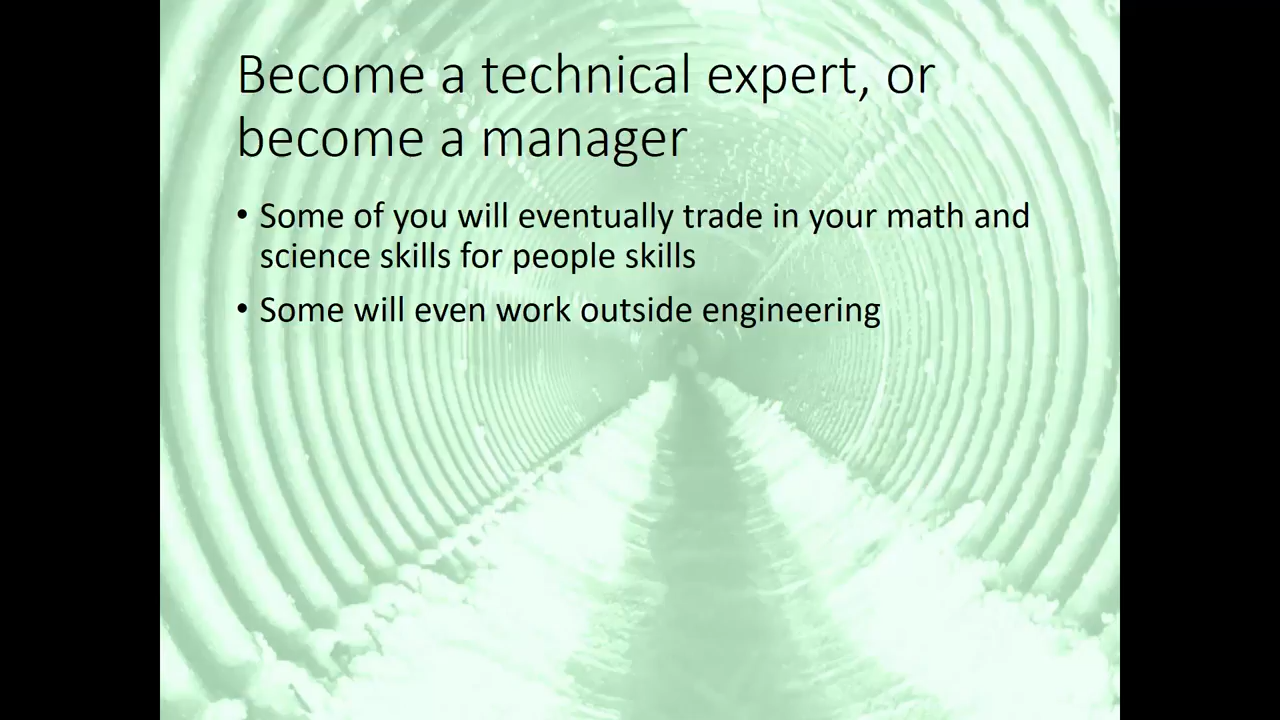 Become a technical expert, or
become a manager
• Some of you will eventually trade in your math and
science skills for people skills
• Some will even work outside engineering